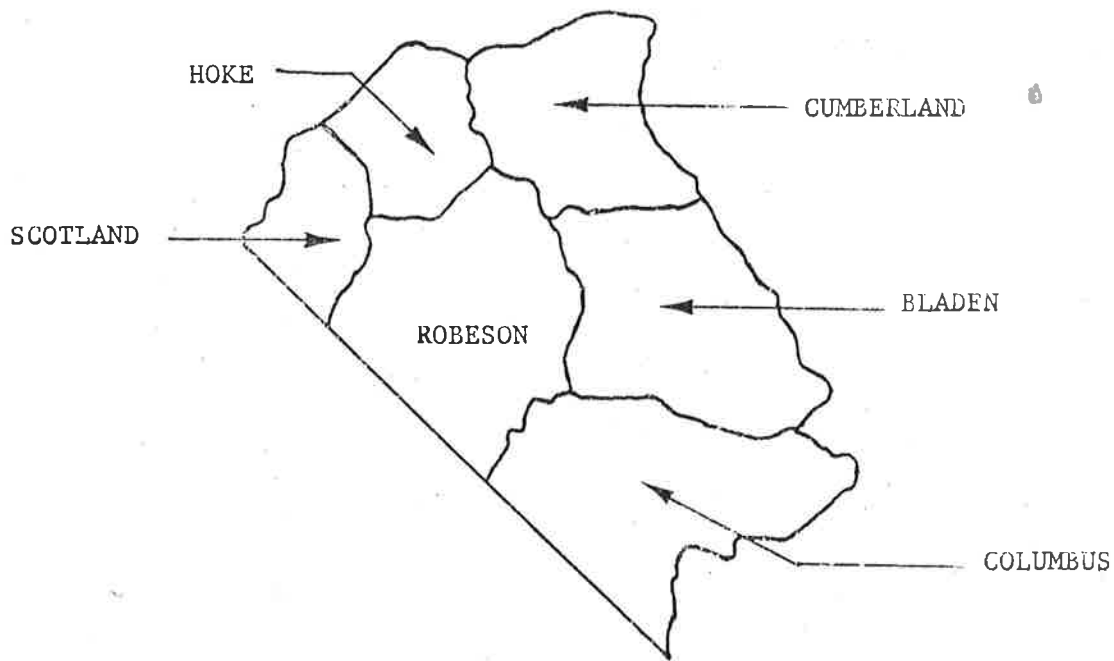 HOKE
CUMBERLAND
SCOTLAND
BLADEN
ROBESON
COLUMBUS